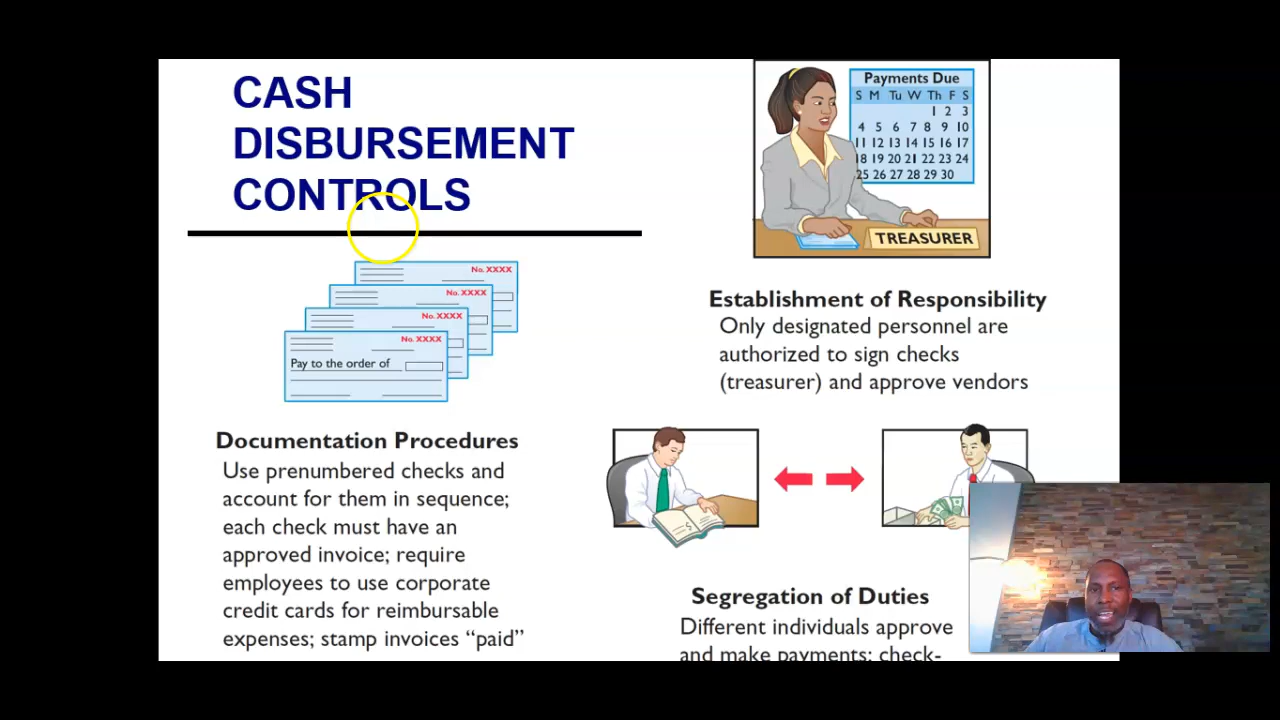 CASH
DISBURSEMENT
CONTROLS
No. XXXX
No. XXXX
No. XXXX
No. XXXX
Pay to the order of
Documentation Procedures
Use prenumbered checks and
account for them in sequence;
each check must have an
approved invoice; require
employees to use corporate
credit cards for reimbursable
expenses; stamp invoices “paid”
Payments Due
S M Tu W Th F S
1 2 3
4 5 6 7 8 9 10
11 12 13 14 15 16 17
18 19 20 21 22 23 24
25 26 27 28 29 30
TREASURER
Establishment of Responsibility
Only designated personnel are
authorized to sign checks
(treasurer) and approve vendors
$
Segregation of Duties
Different individuals approve
and make payments; check-